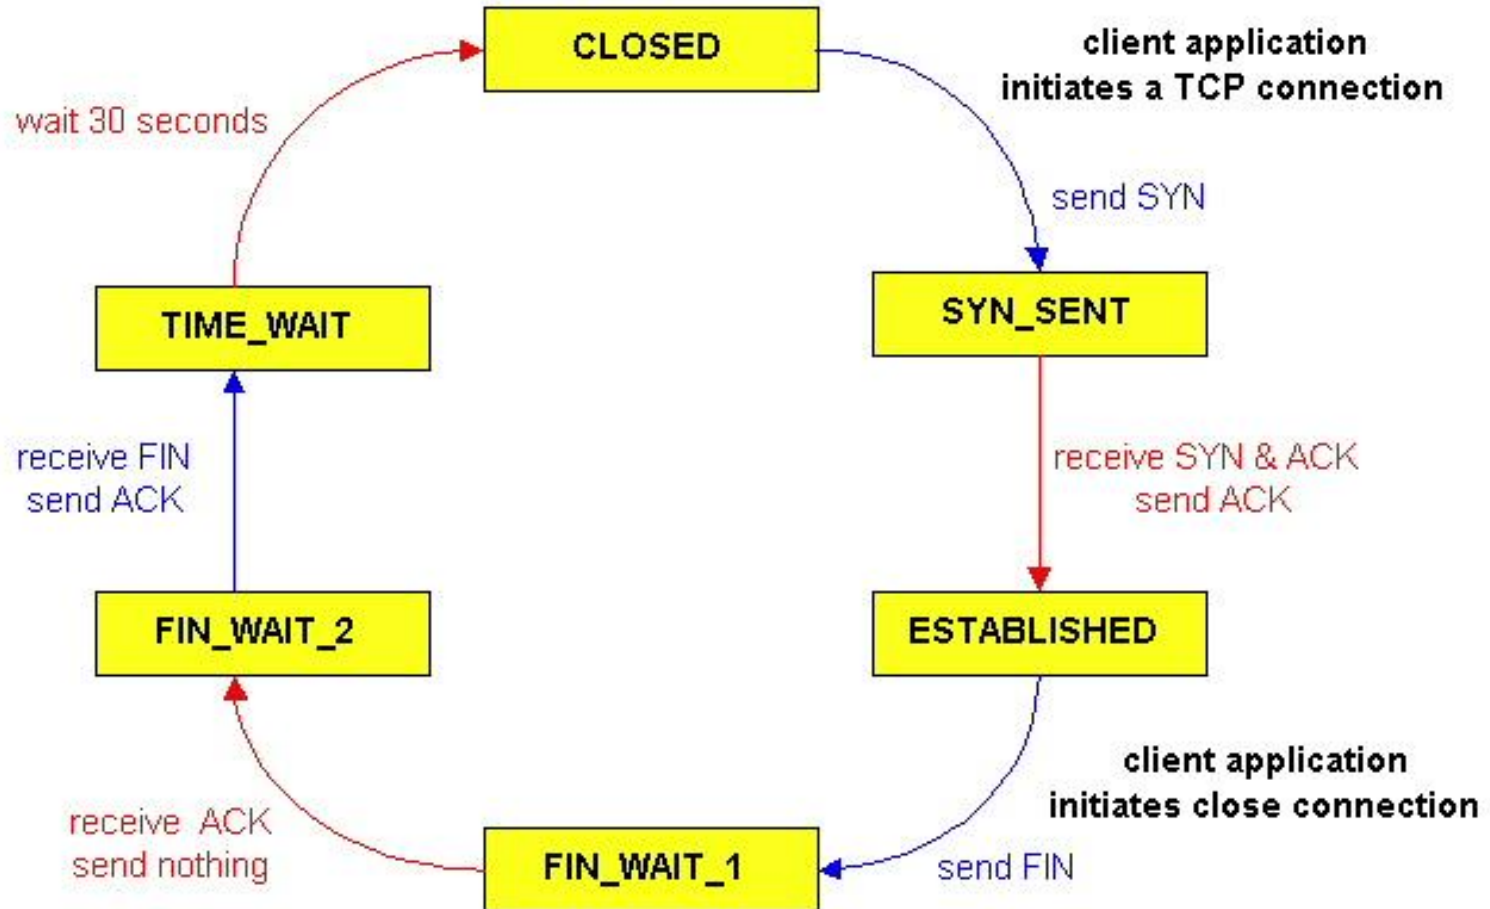 CLOSED
client application
initiates a TCP connection
wait 30 seconds
send SYN
TIME_WAIT
SYN_SENT
receive FIN
send ACK
receive SYN & ACK
send ACK
FIN_WAIT_2
ESTABLISHED
client application
initiates close connection
receive ACK
send nothing
FIN_WAIT_1
send FIN